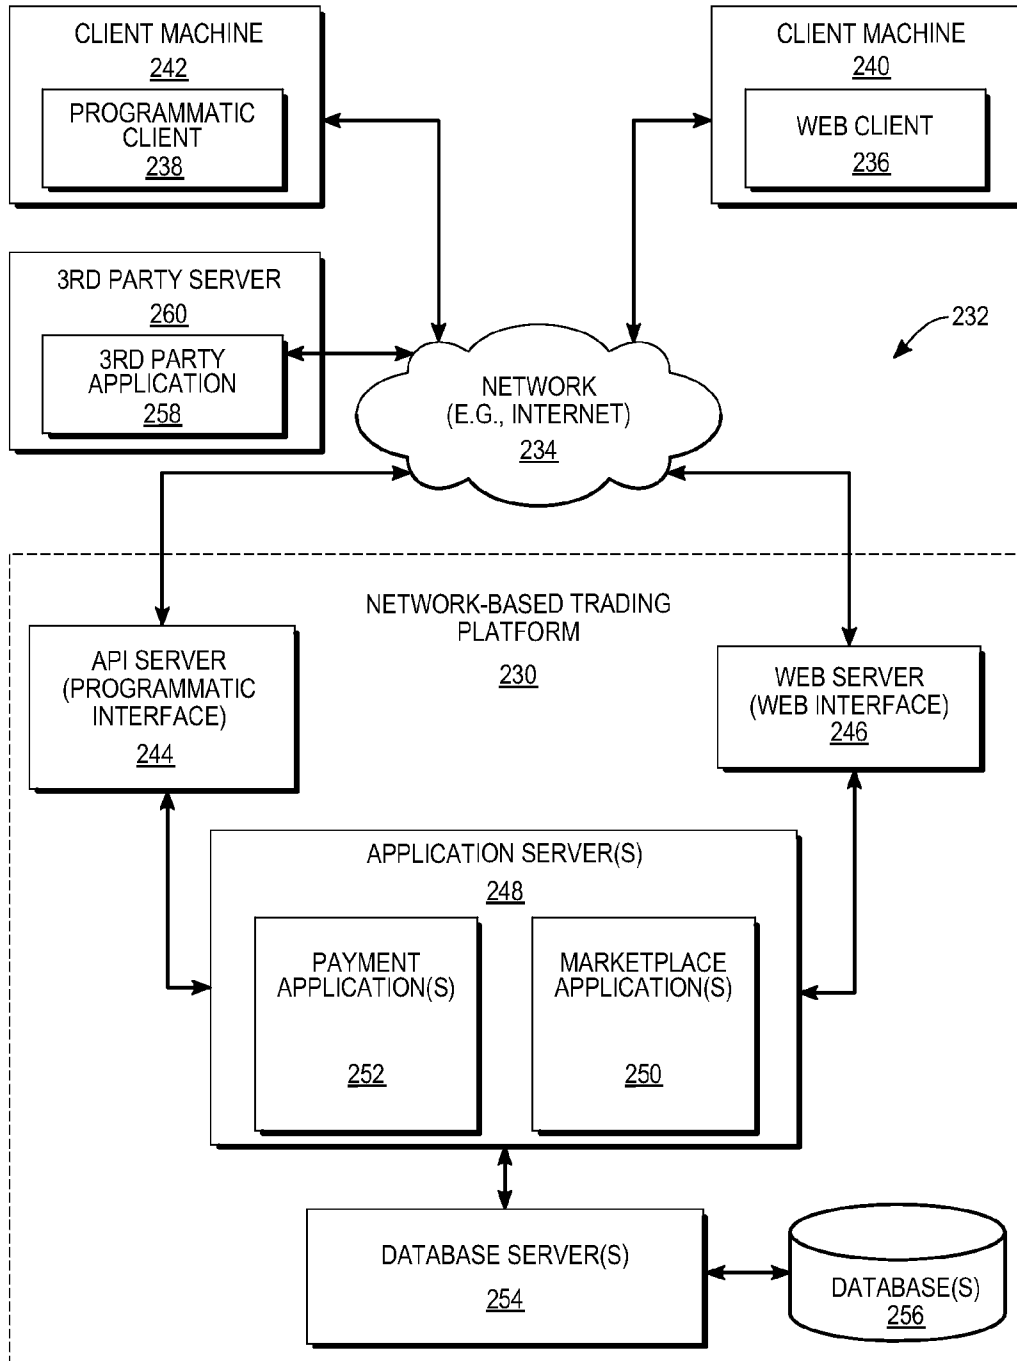 CLIENT MACHINE
242
PROGRAMMATIC
CLIENT
238
CLIENT MACHINE
240
WEB CLIENT
236
3RD PARTY SERVER
260
3RD PARTY
APPLICATION
258
232
NETWORK
(E.G., INTERNET)
234
NETWORK-BASED TRADING
PLATFORM
230
API SERVER
(PROGRAMMATIC
INTERFACE)
244
WEB SERVER
(WEB INTERFACE)
246
APPLICATION SERVER(S)
248
PAYMENT
APPLICATION(S)
252
MARKETPLACE
APPLICATION(S)
250
DATABASE SERVER(S)
254
DATABASE(S)
256